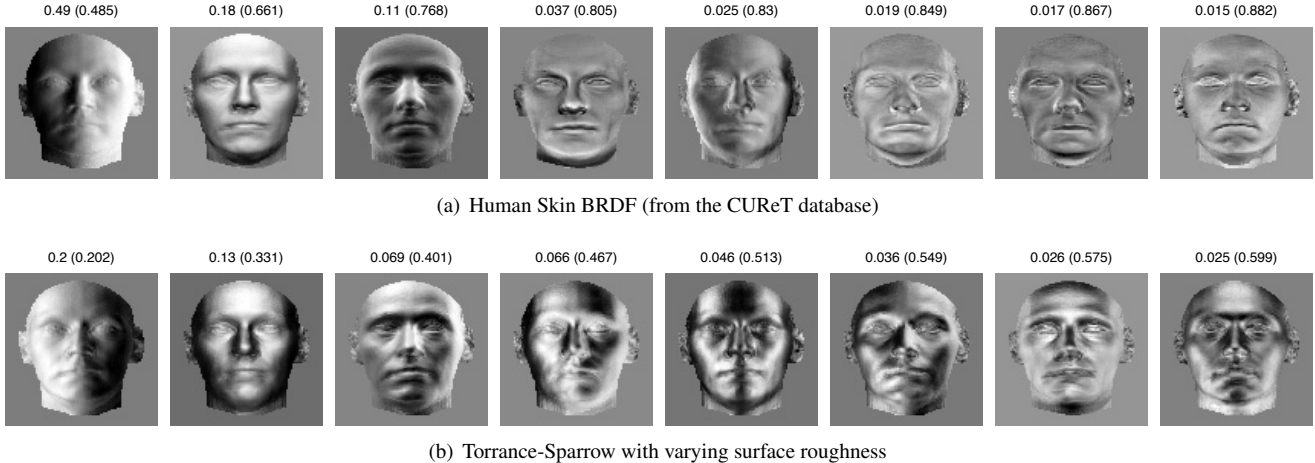 0.49 (0.485) 0.18 (0.661) 0.11 (0.768) 0.037 (0.805) 0.025 (0.83) 0.019 (0.849) 0.017 (0.867) 0.015 (0.882)
(a) Human Skin BRDF (from the CUReT database)
0.2 (0.202) 0.13 (0.331) 0.069 (0.401) 0.066 (0.467) 0.046 (0.513) 0.036 (0.549) 0.026 (0.575) 0.025 (0.599)
(b) Torrance-Sparrow with varying surface roughness